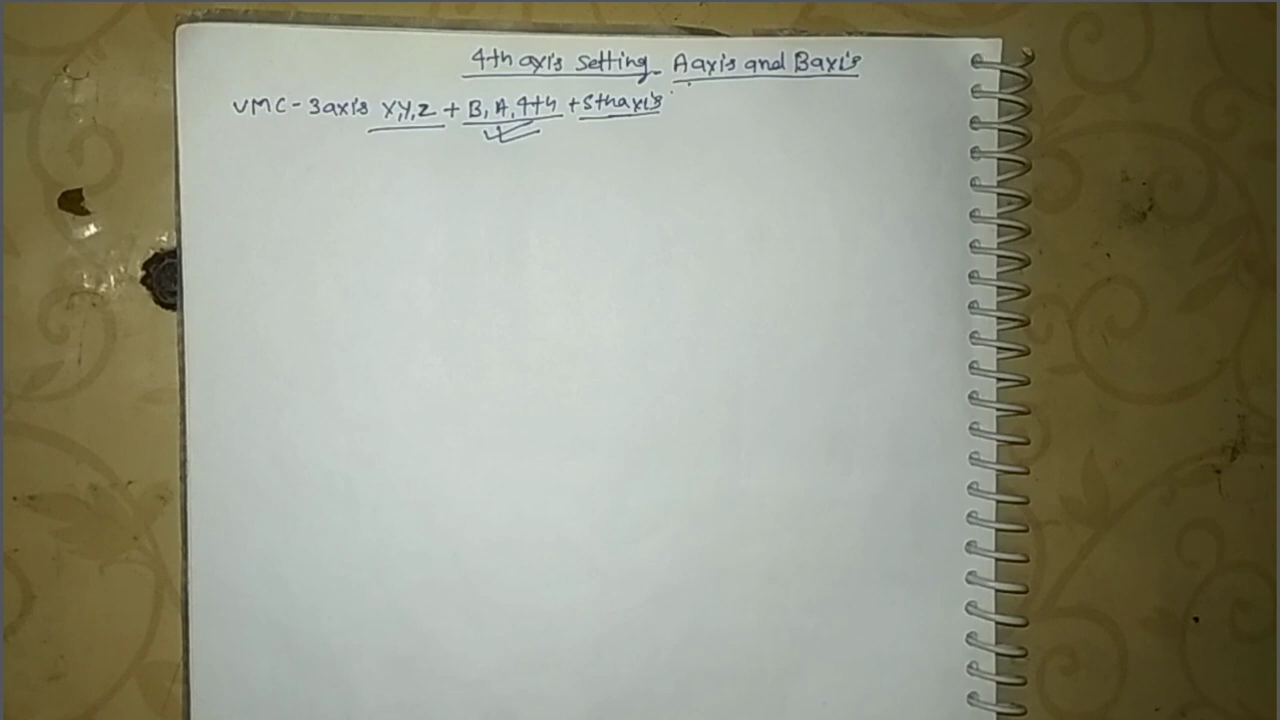 4th axis setting - A axis and B axis
VMC - 3 axis X,Y,Z + B, A, 4th + 5th axis